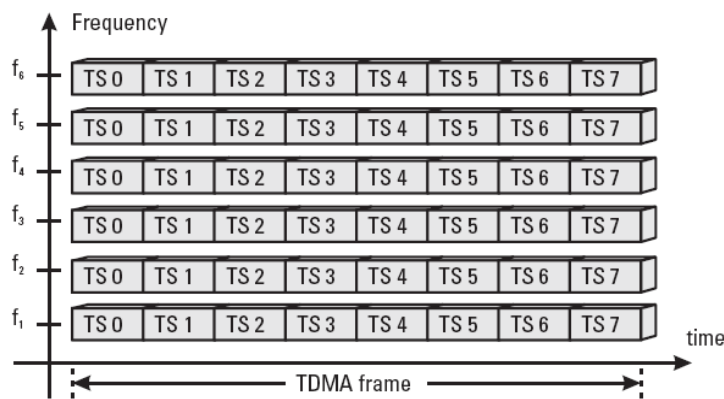 Frequency
f₆ TS 0 TS 1 TS 2 TS 3 TS 4 TS 5 TS 6 TS 7
f₅ TS 0 TS 1 TS 2 TS 3 TS 4 TS 5 TS 6 TS 7
f₄ TS 0 TS 1 TS 2 TS 3 TS 4 TS 5 TS 6 TS 7
f₃ TS 0 TS 1 TS 2 TS 3 TS 4 TS 5 TS 6 TS 7
f₂ TS 0 TS 1 TS 2 TS 3 TS 4 TS 5 TS 6 TS 7
f₁ TS 0 TS 1 TS 2 TS 3 TS 4 TS 5 TS 6 TS 7
time
TDMA frame